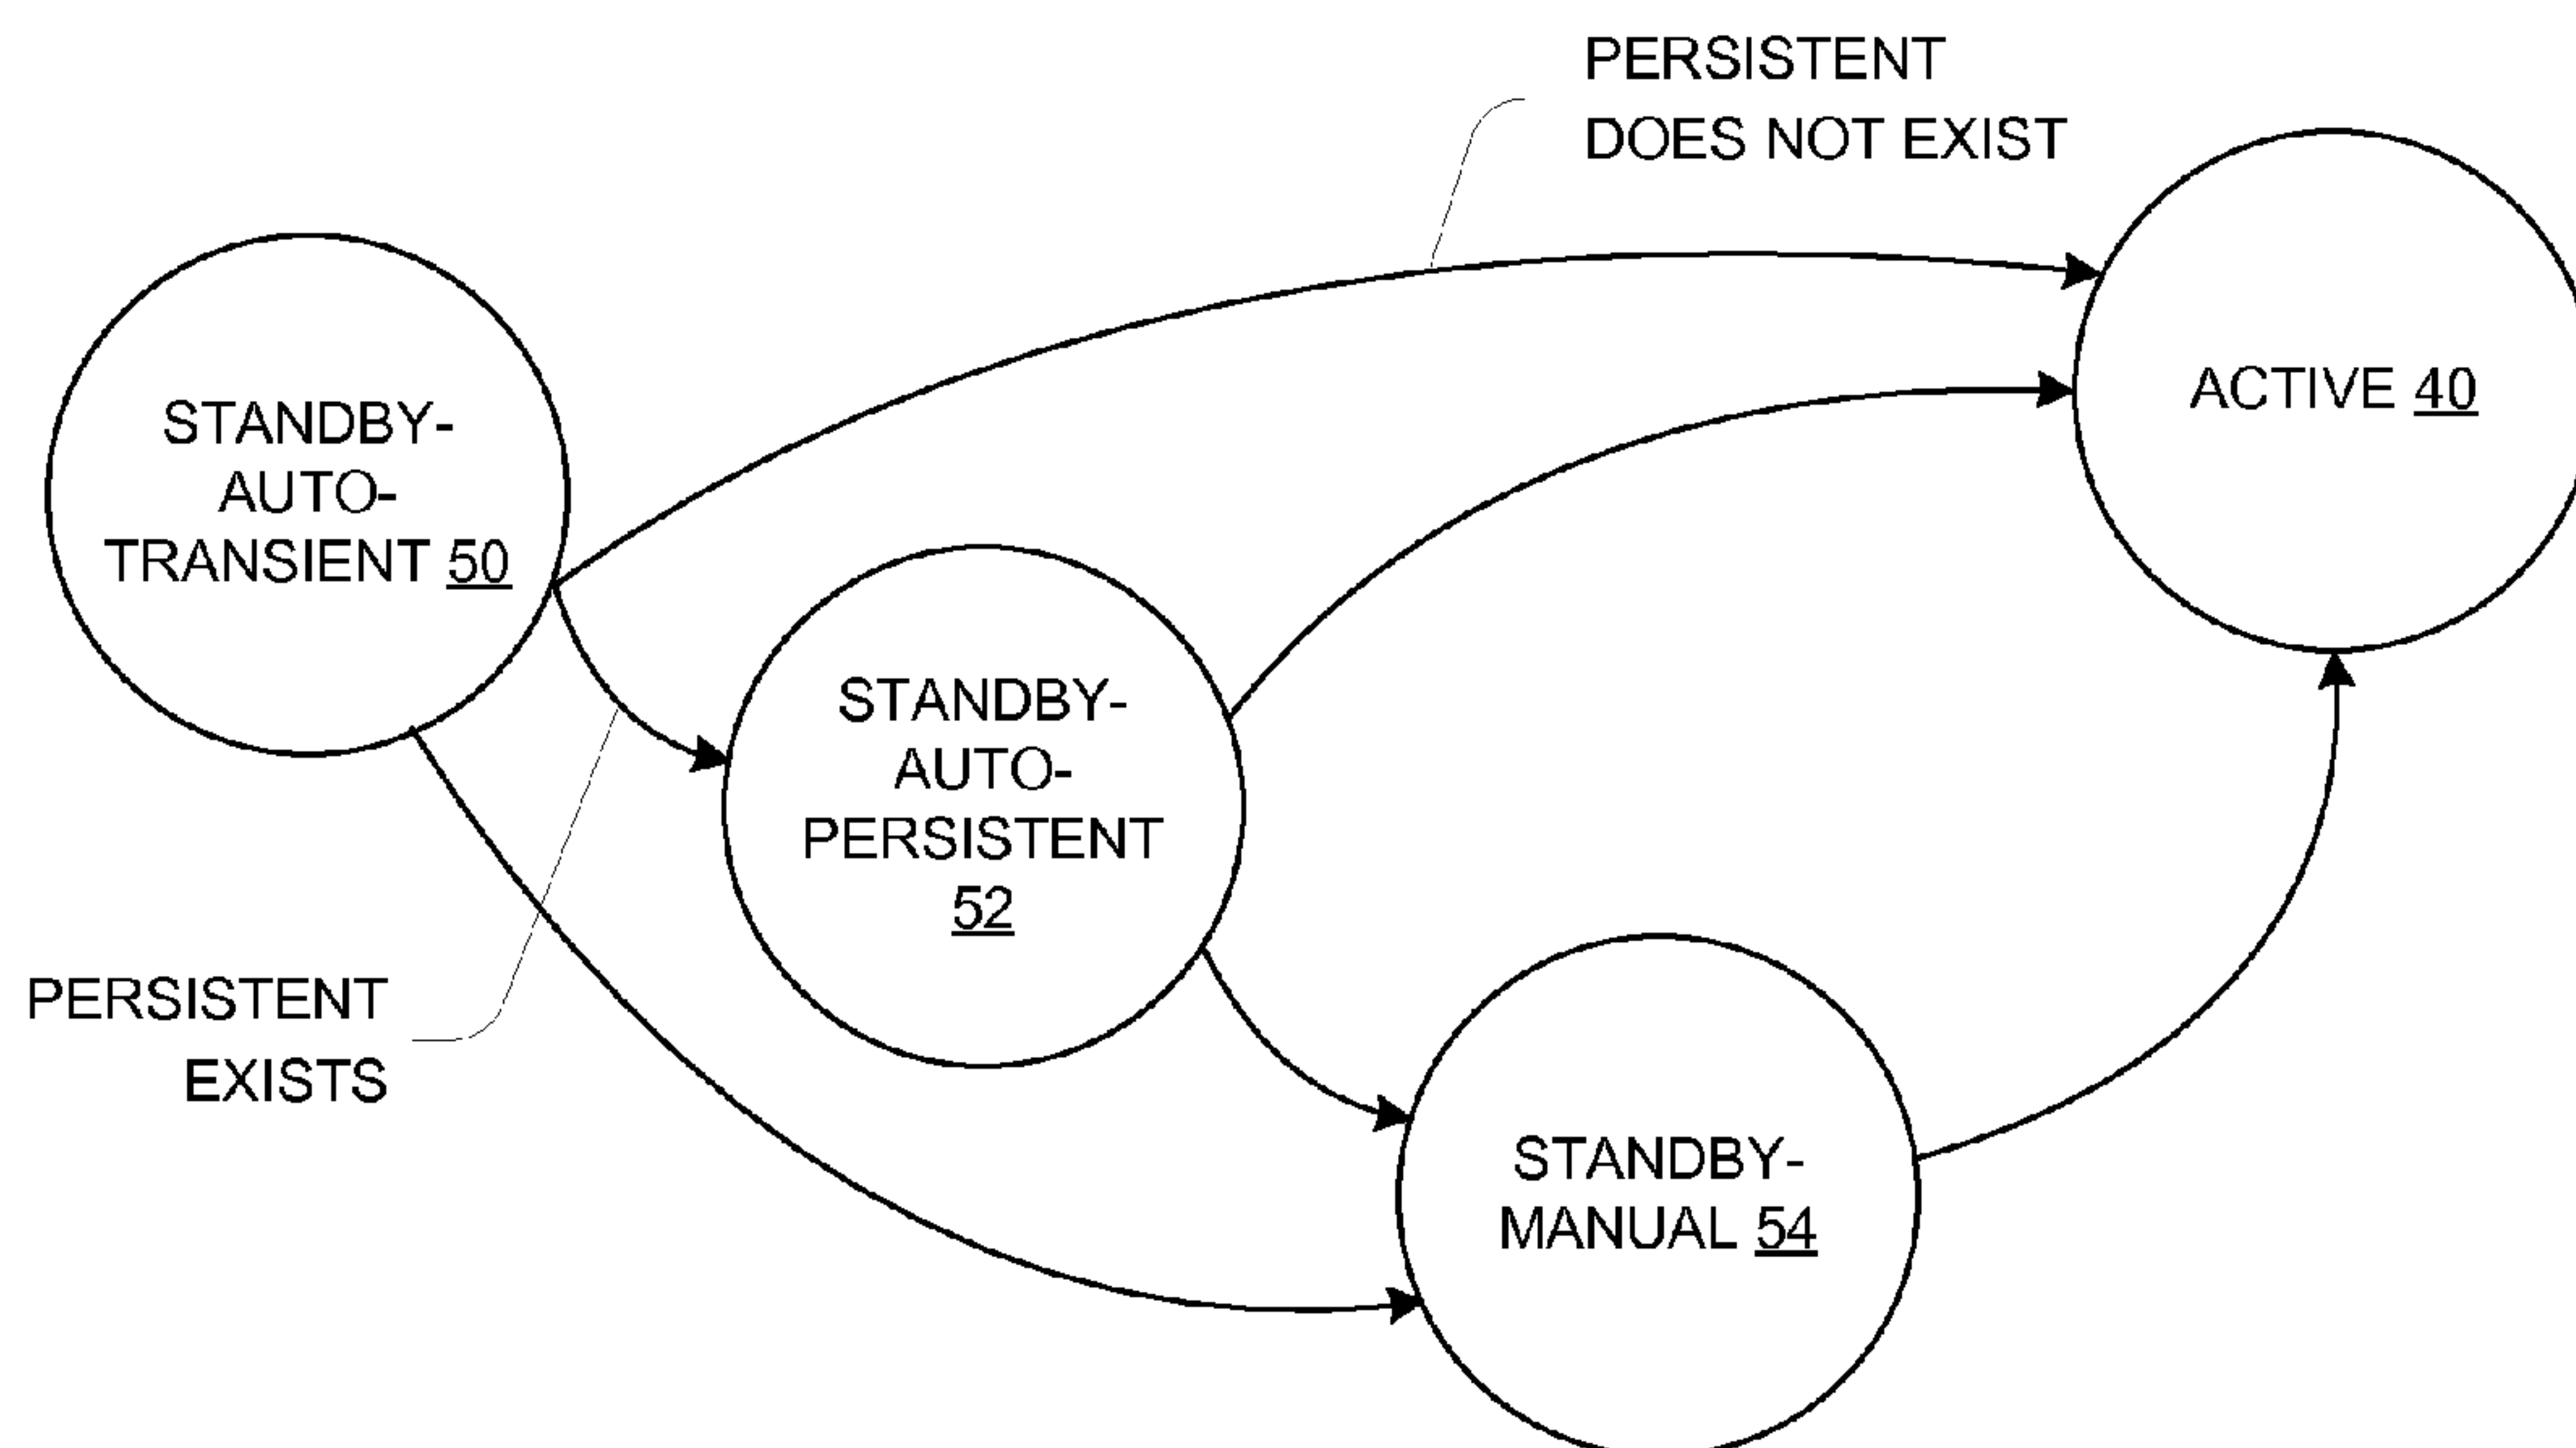 PERSISTENT
DOES NOT EXIST
ACTIVE 40
STANDBY-
AUTO-
TRANSIENT 50
STANDBY-
AUTO-
PERSISTENT
52
PERSISTENT
EXISTS
STANDBY-
MANUAL 54